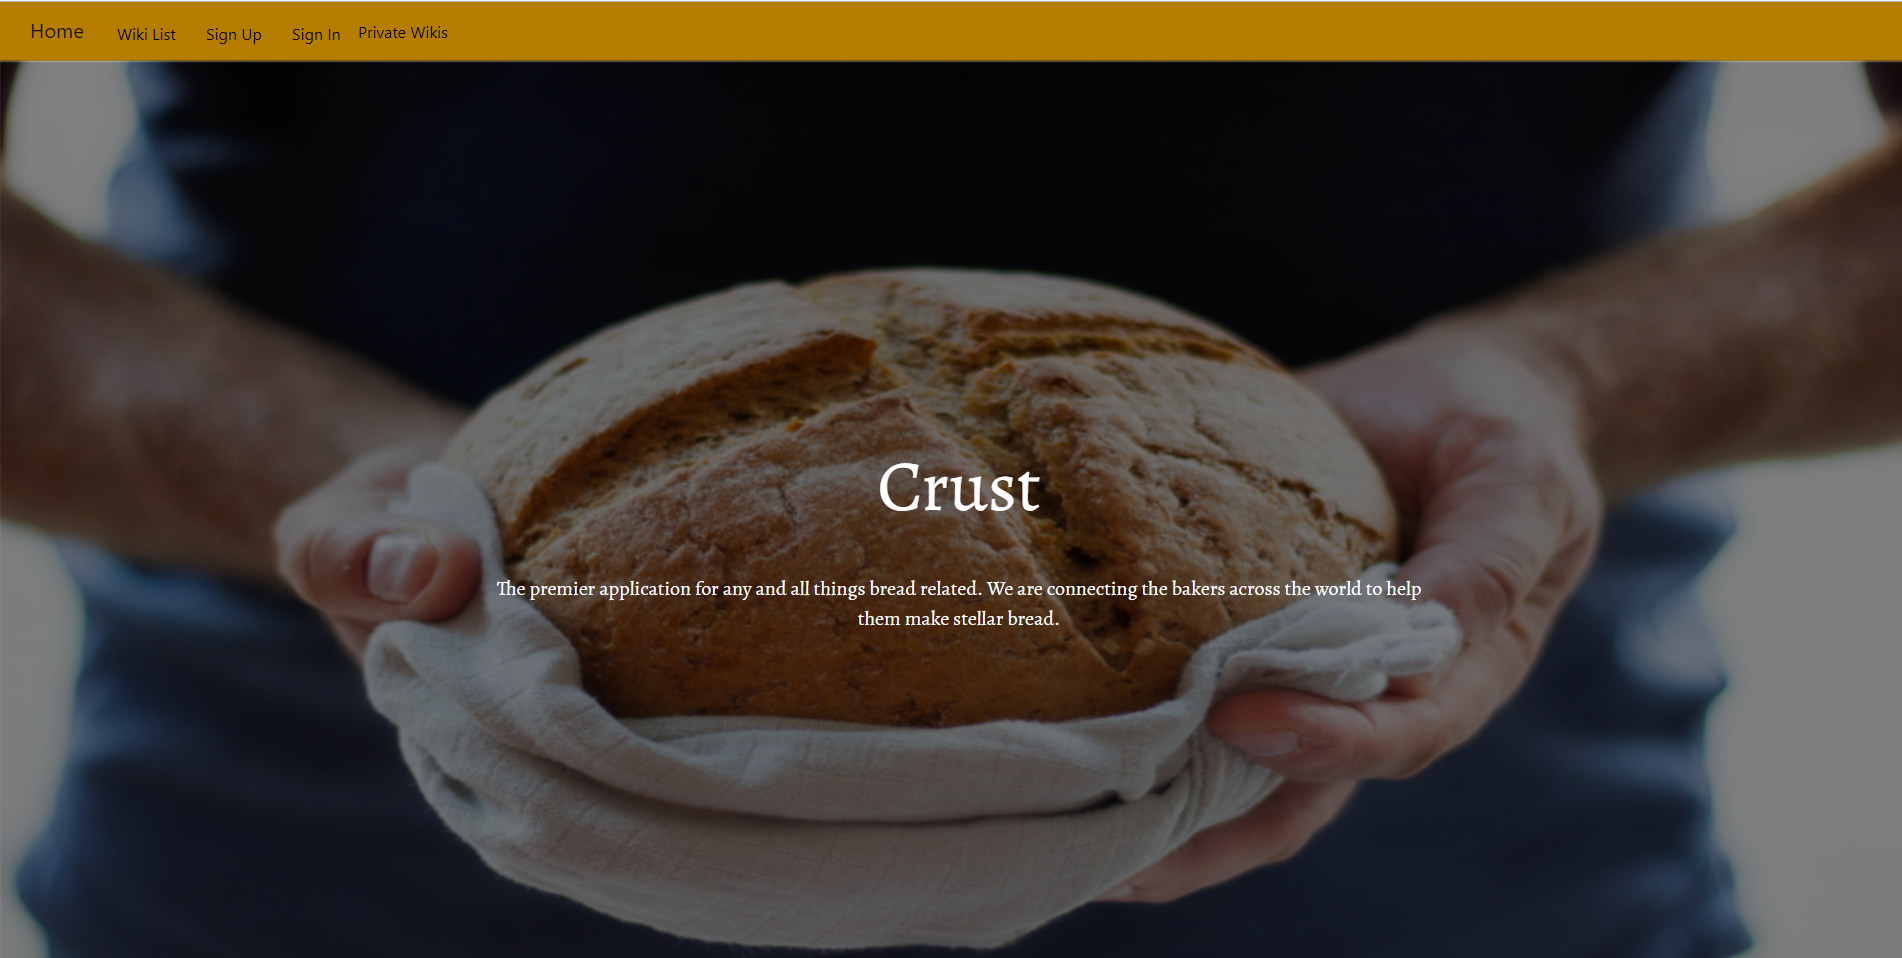 Home Wiki List Sign Up Sign In Private Wikis
Crust
The premier application for any and all things bread related. We are connecting the bakers across the world to help
them make stellar bread.